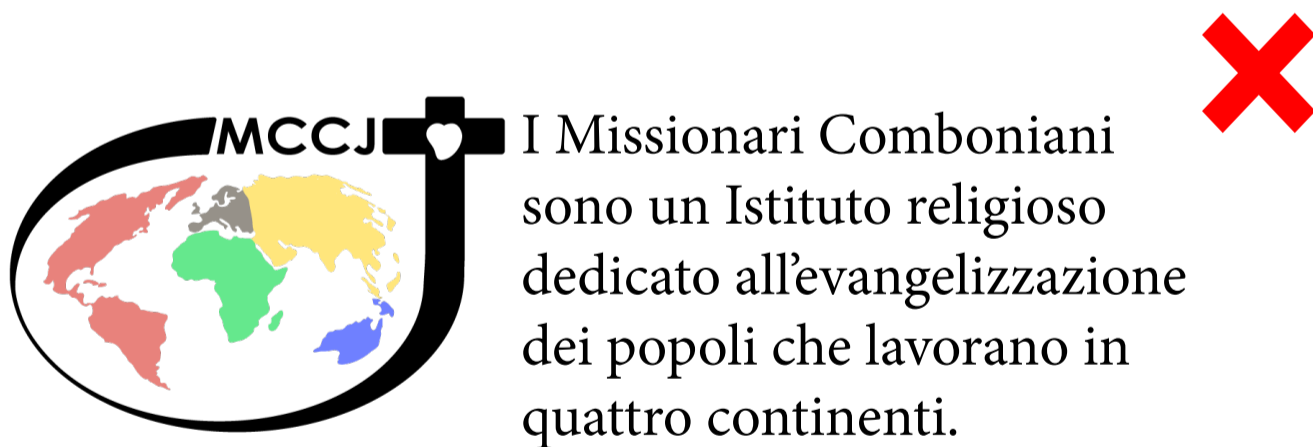 MCCJ
I Missionari Comboniani
sono un Istituto religioso
dedicato all’evangelizzazione
dei popoli che lavorano in
quattro continenti.